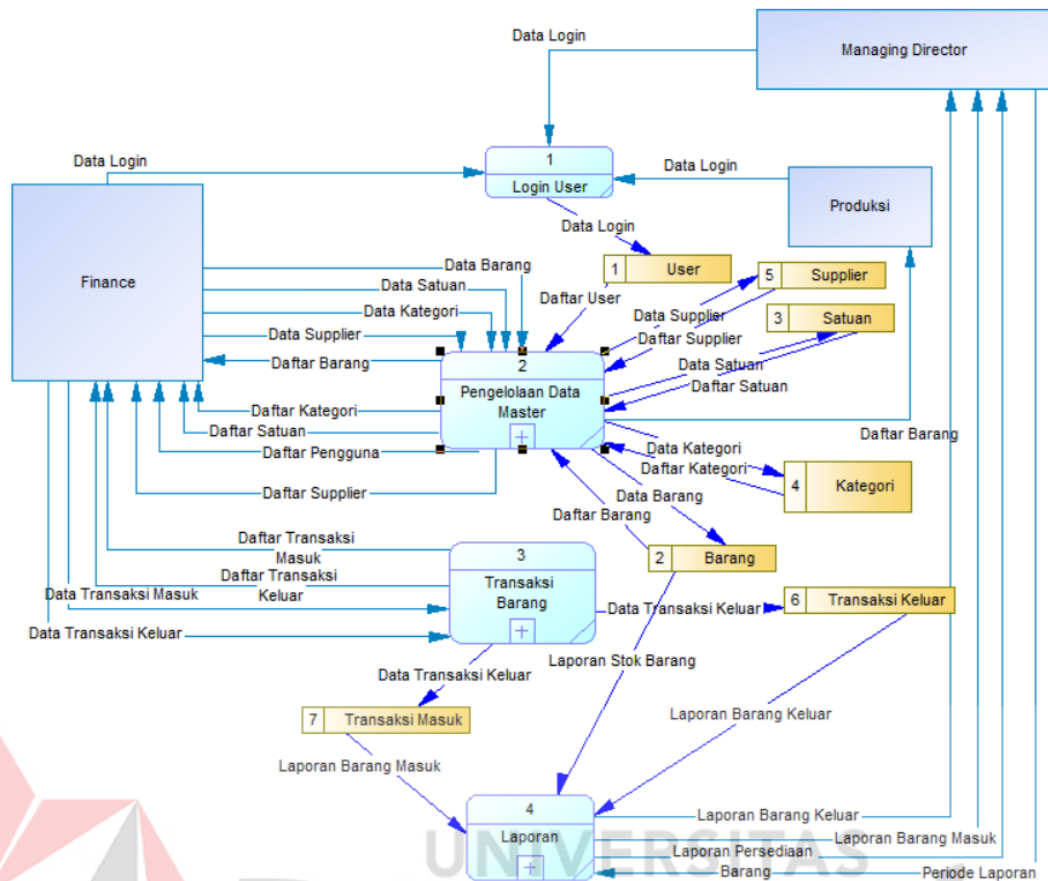 Data Login
Managing Director
Data Login
1
Login User
Data Login
Produksi
Finance
Data Login
1 User
5 Supplier
3 Satuan
Data Barang
Data Satuan
Data Kategori
Data Supplier
Daftar Barang
Daftar User
Data Supplier
Daftar Supplier
Data Satuan
Daftar Satuan
2
Pengelolaan Data
Master
Daftar Kategori
Daftar Satuan
Daftar Pengguna
Daftar Supplier
Daftar Barang
Data Kategori
Daftar Kategori
4 Kategori
Data Barang
Daftar Barang
2 Barang
Daftar Transaksi
Masuk
Daftar Transaksi
Keluar
Data Transaksi Masuk
Data Transaksi Keluar
3
Transaksi
Barang
Data Transaksi Keluar
6 Transaksi Keluar
Data Transaksi Keluar
7 Transaksi Masuk
Laporan Stok Barang
Laporan Barang Keluar
Laporan Barang Masuk
4
Laporan
Laporan Barang Keluar
Laporan Barang Masuk
Laporan Persediaan
Barang
Periode Laporan
UNIVERSITAS